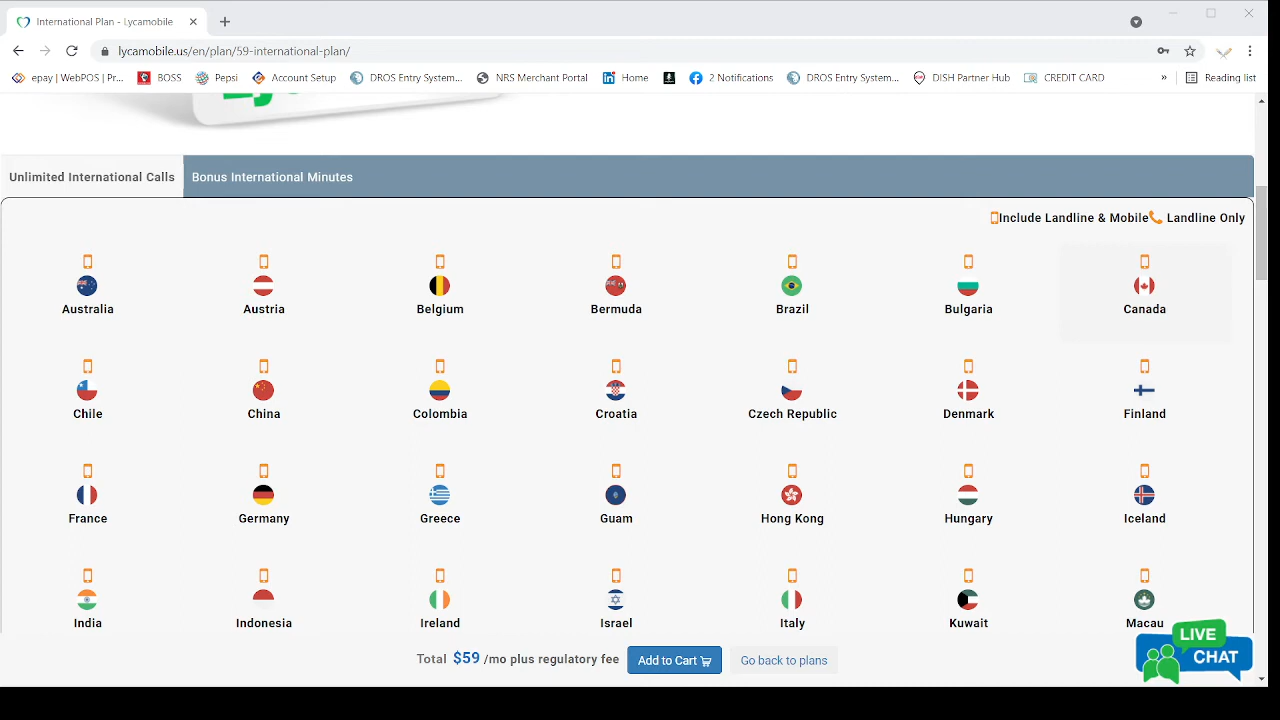 International Plan - Lycamobile
lycamobile.us/en/plan/59-international-plan/
epay | WebPOS | Pr... BOSS Pepsi Account Setup DROS Entry System... NRS Merchant Portal Home 2 Notifications DROS Entry System... DISH Partner Hub CREDIT CARD » Reading list
Unlimited International Calls Bonus International Minutes
Include Landline & Mobile Landline Only
Australia Austria Belgium Bermuda Brazil Bulgaria Canada
Chile China Colombia Croatia Czech Republic Denmark Finland
France Germany Greece Guam Hong Kong Hungary Iceland
India Indonesia Ireland Israel Italy Kuwait Macau
Total $59 /mo plus regulatory fee Add to Cart Go back to plans
LIVE
CHAT